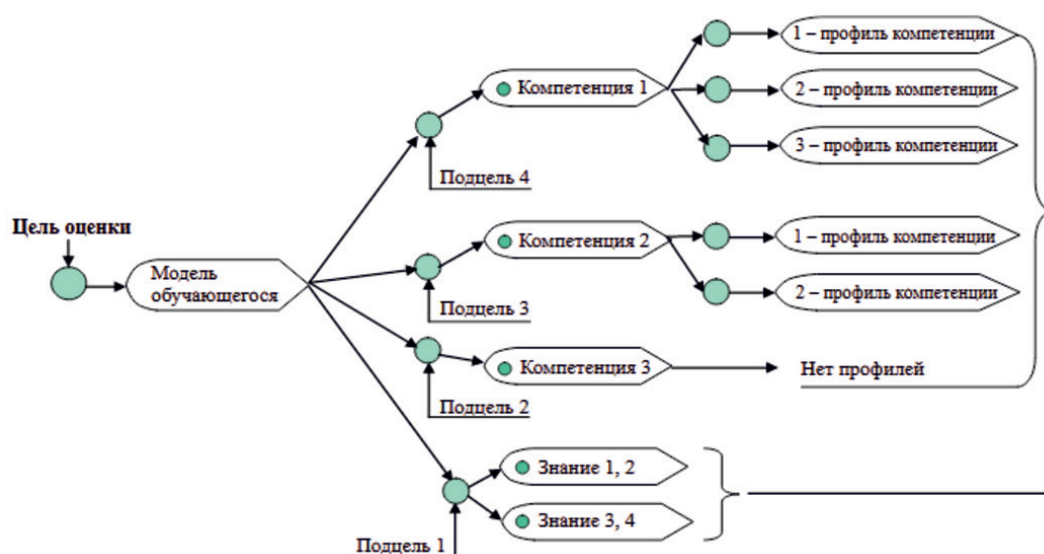 1 – профиль компетенции
Компетенция 1
2 – профиль компетенции
3 – профиль компетенции
Подцель 4
Цель оценки
Компетенция 2
1 – профиль компетенции
Модель
обучающегося
2 – профиль компетенции
Подцель 3
Компетенция 3
Нет профилей
Подцель 2
Знание 1, 2
Знание 3, 4
Подцель 1